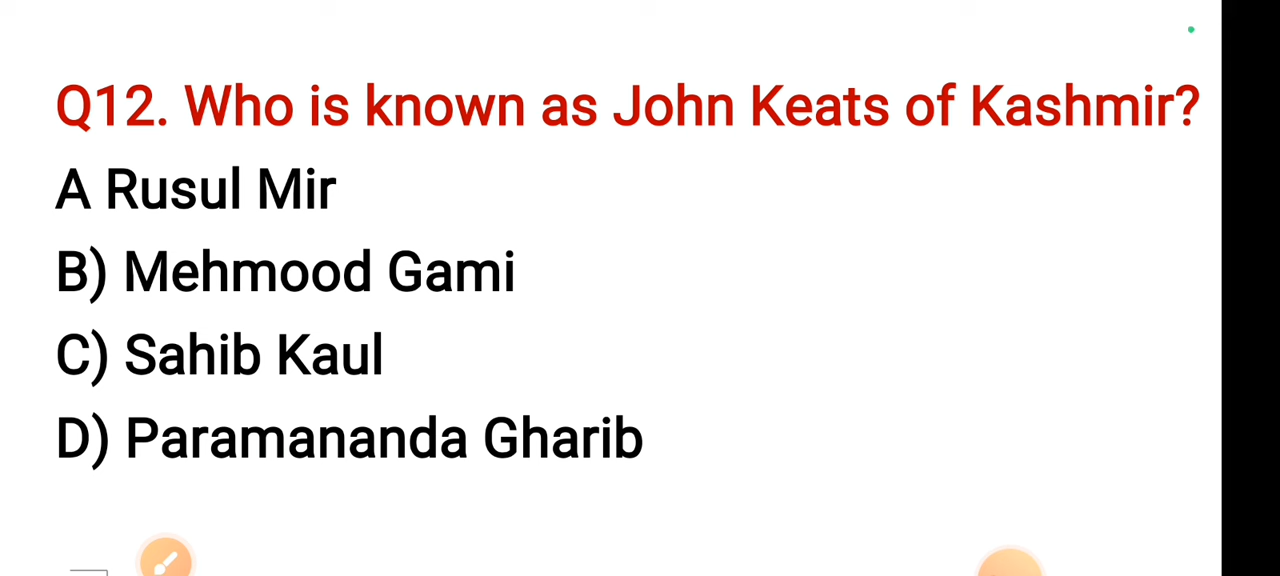 Q12. Who is known as John Keats of Kashmir?
A Rusul Mir
B) Mehmood Gami
C) Sahib Kaul
D) Paramananda Gharib